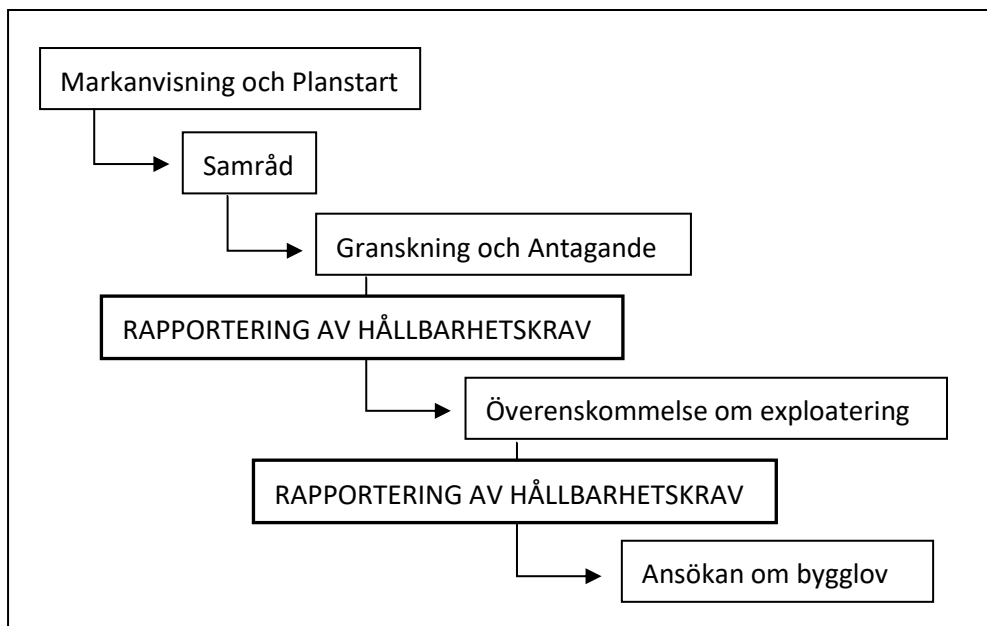 Markanvisning och Planstart
Samråd
Granskning och Antagande
RAPPORTERING AV HÅLLBARHETSKRAV
Överenskommelse om exploatering
RAPPORTERING AV HÅLLBARHETSKRAV
Ansökan om bygglov